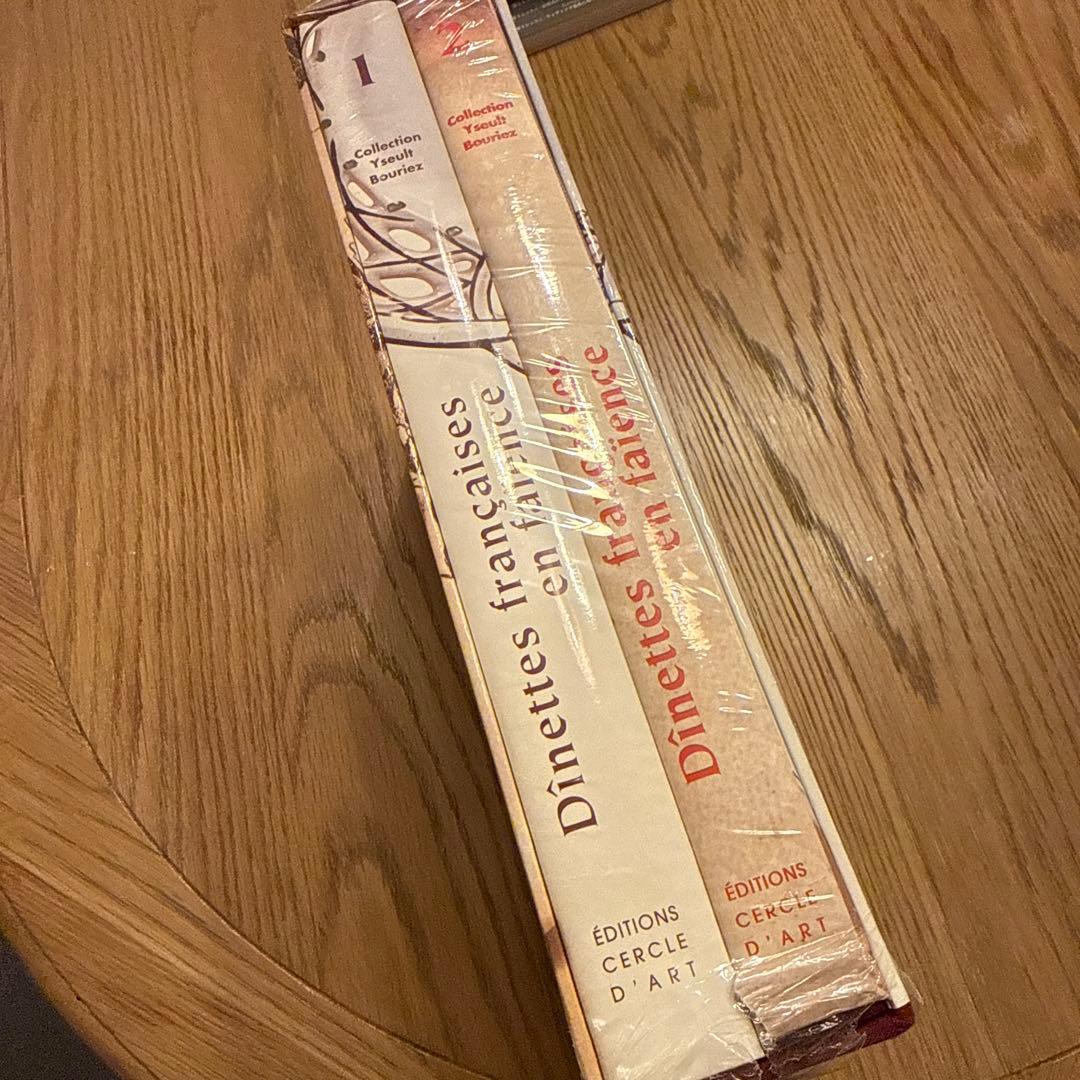 1
Collection
Yseult
Bouriez
Dînettes françaises
en faïence
ÉDITIONS
CERCLE
D'ART
2
Collection
Yseult
Bouriez
Dînettes françaises
en faïence
ÉDITIONS
CERCLE
D'ART